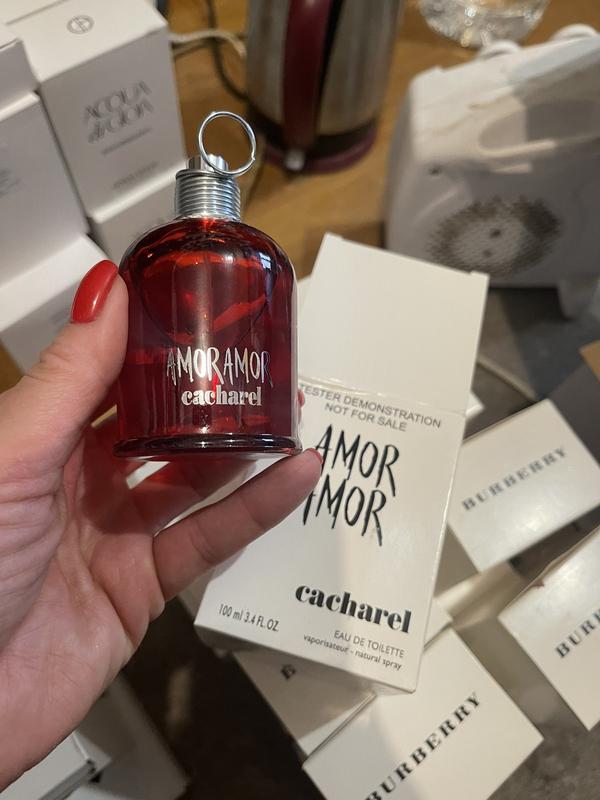 ACQUA
di GIOIA
AMORAMOR
cacharel
TESTER DEMONSTRATION
NOT FOR SALE
AMOR
AMOR
cacharel
100 ml 3.4 FL.OZ
EAU DE TOILETTE
vaporisateur - natural spray
BURBERRY
BURB
BURBERRY